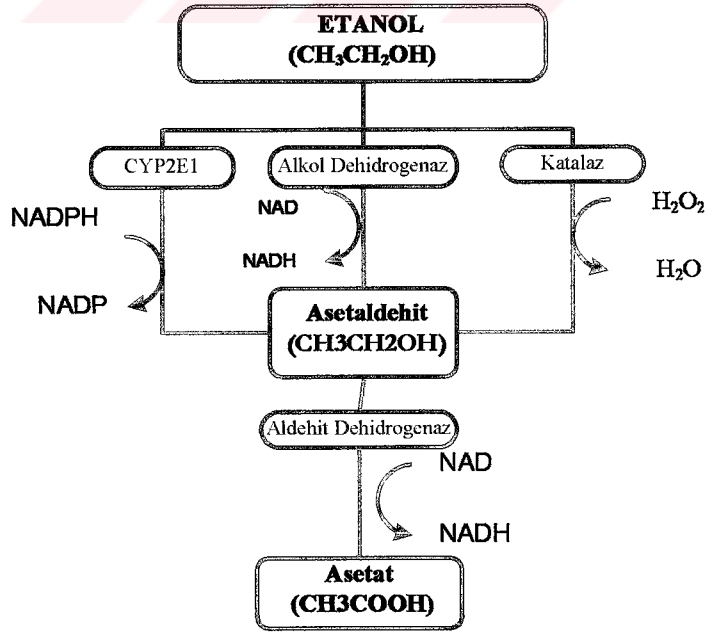 ETANOL
(CH₃CH₂OH)
CYP2E1
Alkol Dehidrogenaz
Katalaz
NADPH
NADP
NAD
NADH
H₂O₂
H₂O
Asetaldehit
(CH3CH2OH)
Aldehit Dehidrogenaz
NAD
NADH
Asetat
(CH3COOH)